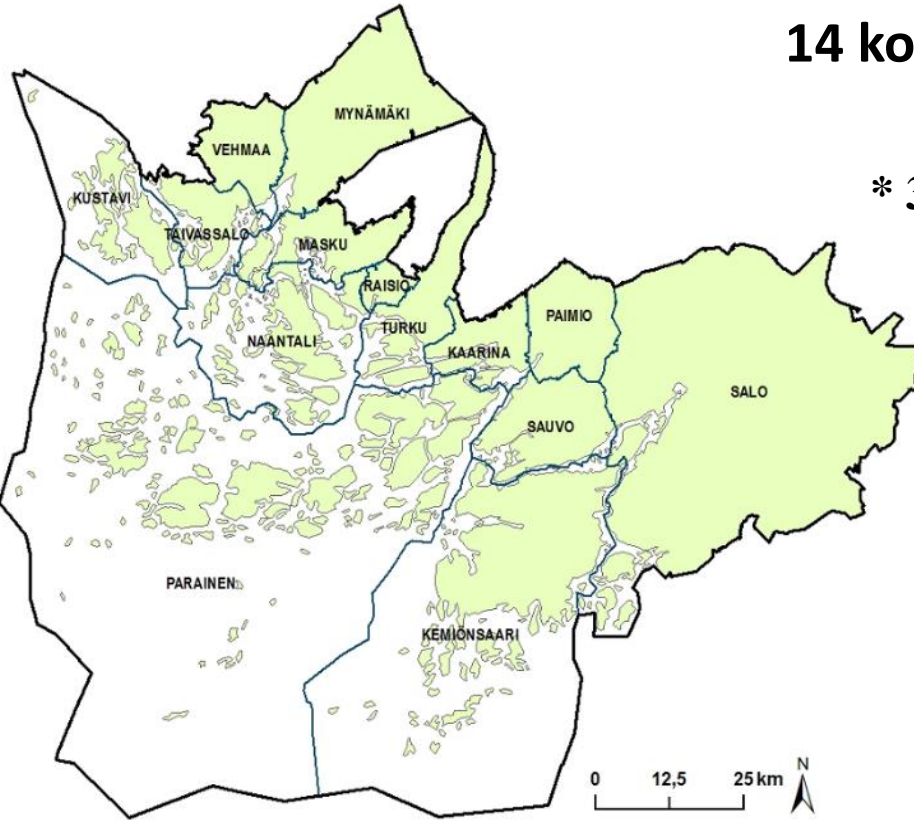 14 ko
* 3
MYNÄMÄKI
VEHMAA
KUSTAVI
TAIVASSALO
MASKU
RAISIO
PAIMIO
TURKU
NAANTALI
KAARINA
SALO
SAUVO
PARAINEN
KEMIÖNSAARI
N
0 12,5 25 km